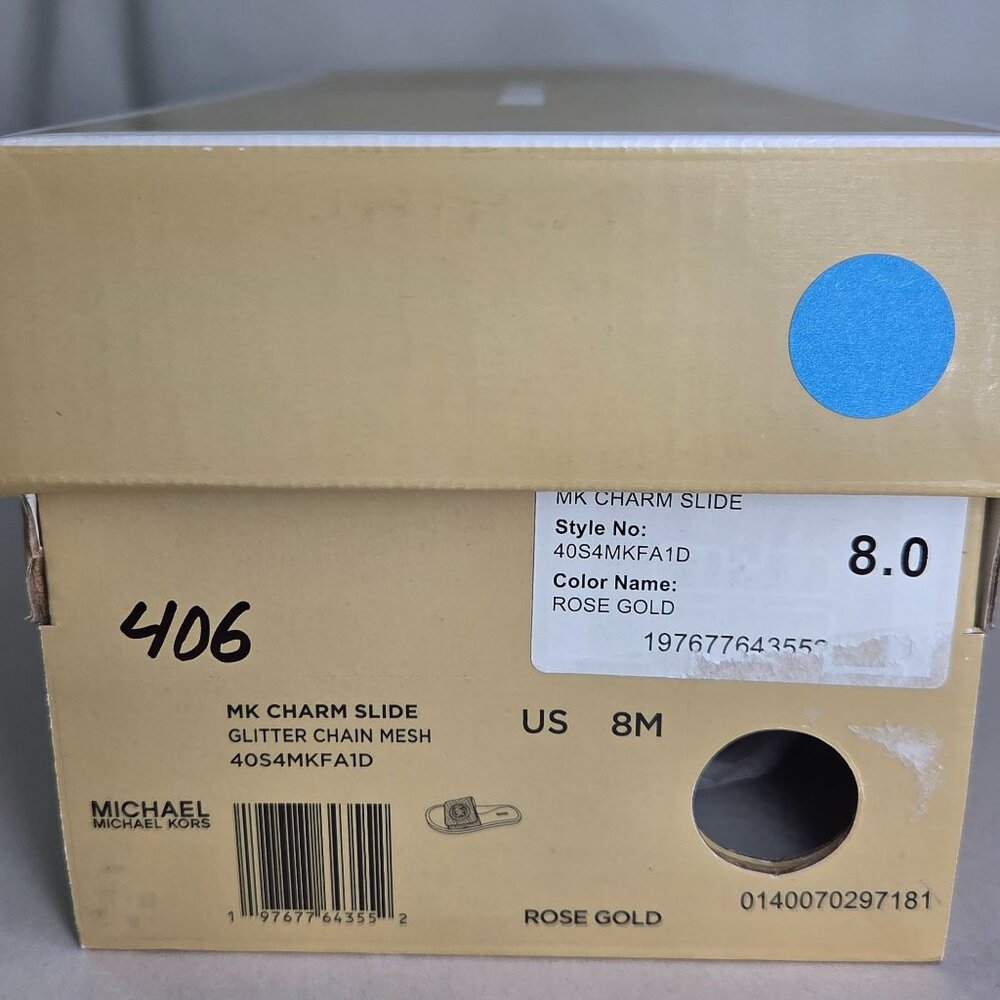 MK CHARM SLIDE
Style No:
40S4MKFA1D
8.0
Color Name:
ROSE GOLD
197677643552
406
MK CHARM SLIDE
GLITTER CHAIN MESH
40S4MKFA1D
US 8M
MICHAEL
MICHAEL KORS
1 97677 64355 2
ROSE GOLD
0140070297181